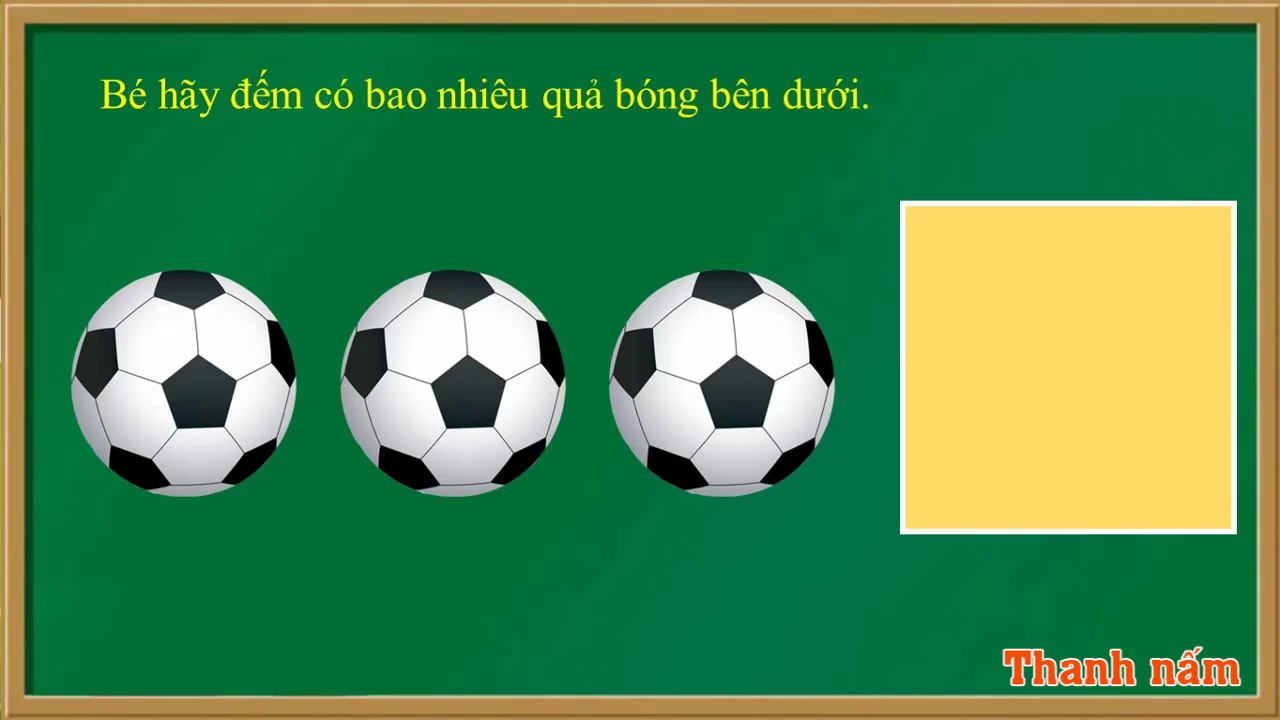 Bé hãy đếm có bao nhiêu quả bóng bên dưới.
Thanh nấm